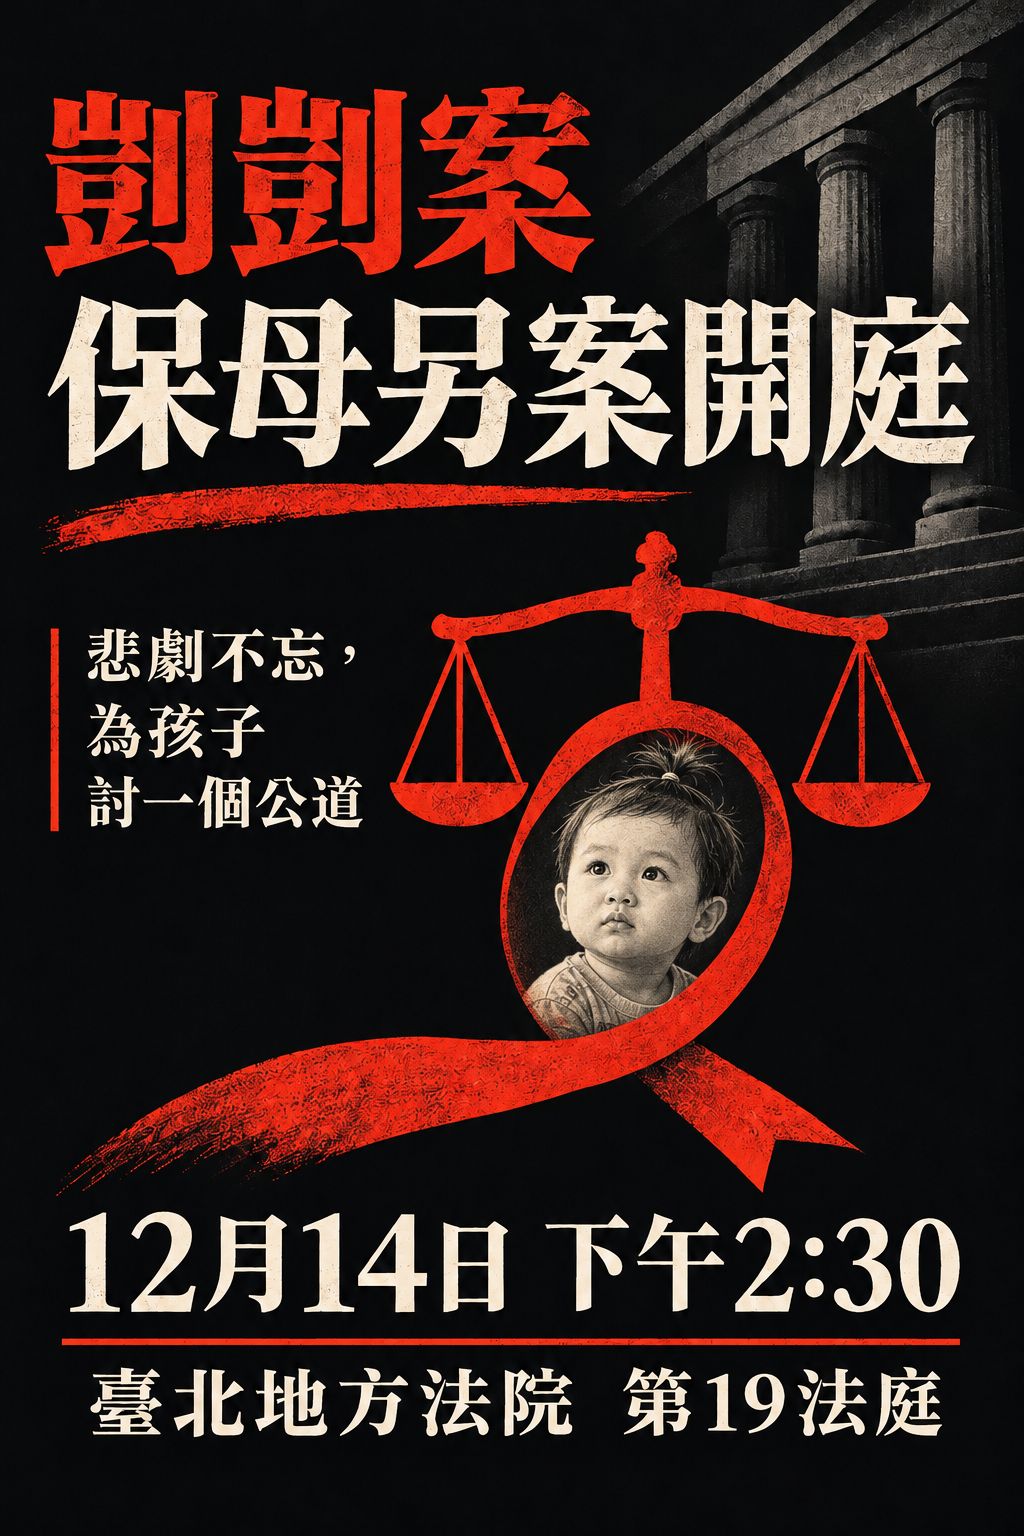 剴剴案
保母另案開庭
悲劇不忘，
為孩子
討一個公道
12月14日 下午2:30
臺北地方法院 第19法庭